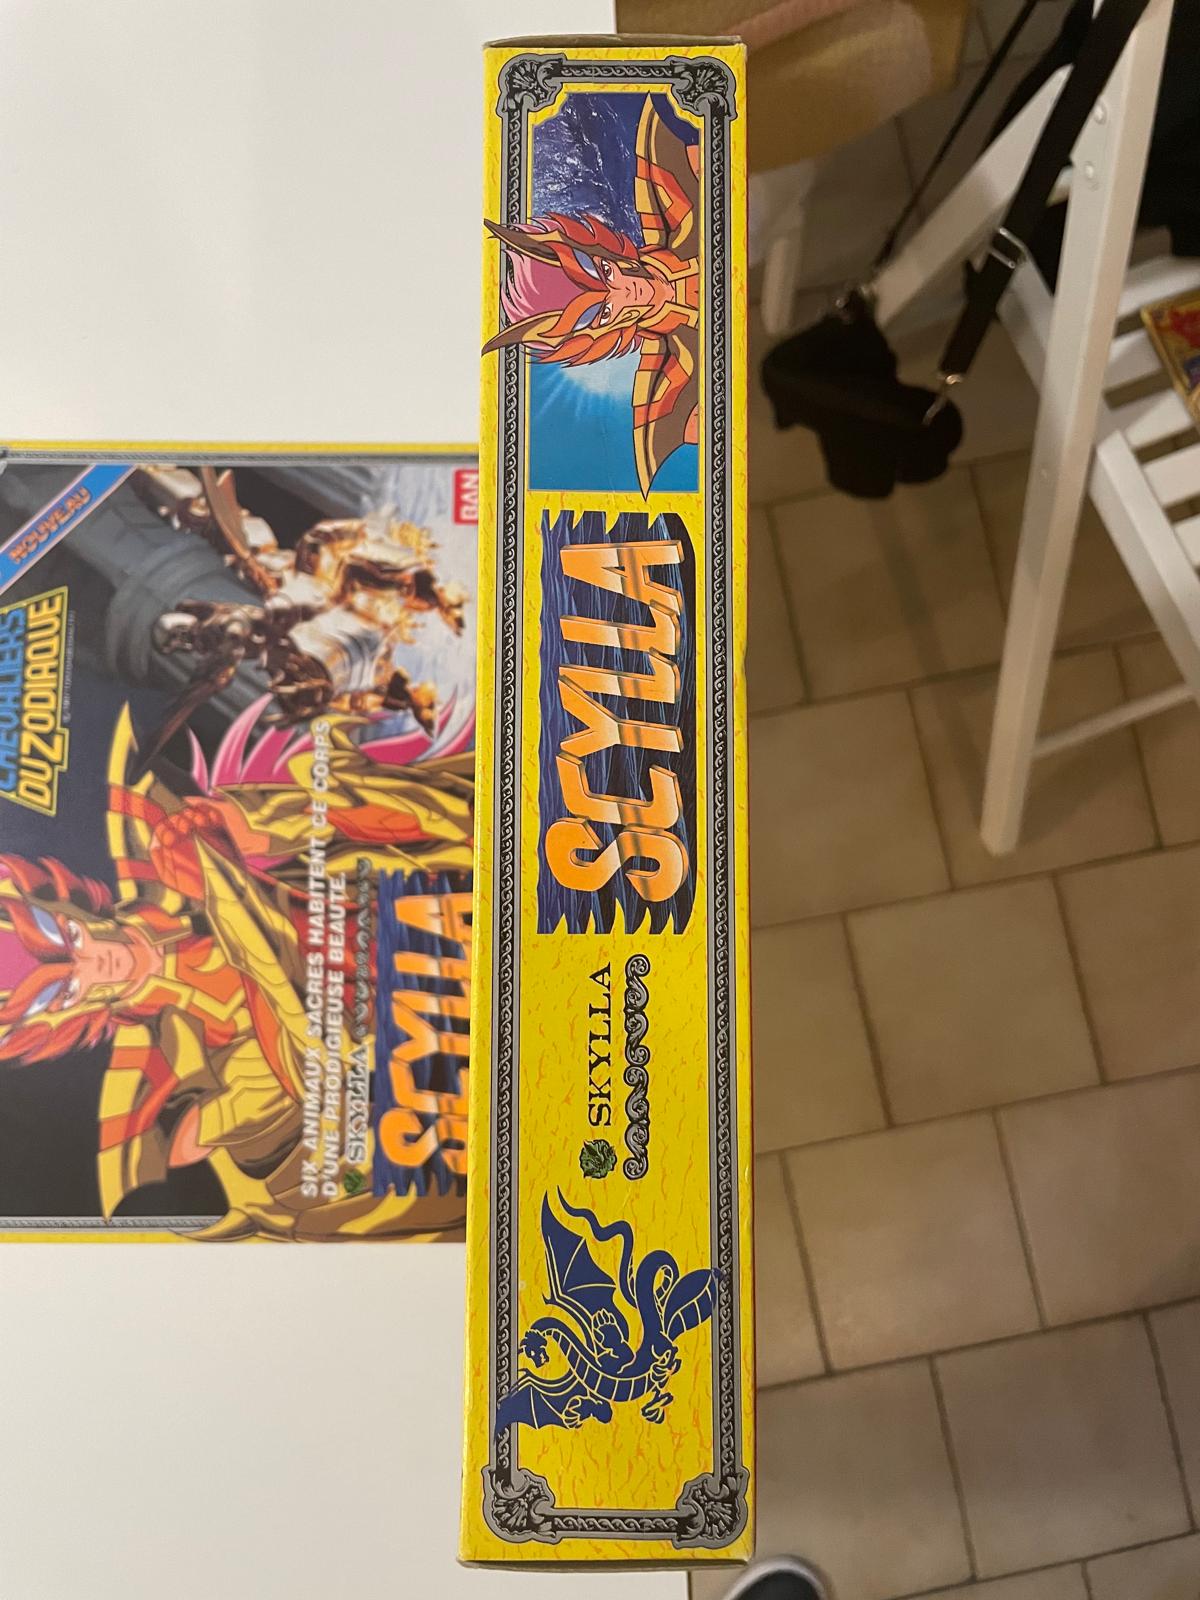 SCYLLA
SKYLLA
NOUVEAU
BAN
CHEVALIERS
DU ZODIAQUE
SIX ANIMAUX SACRES HABITENT CE CORPS
D'UNE PRODIGIEUSE BEAUTE.
SKYLLA
SCYLLA